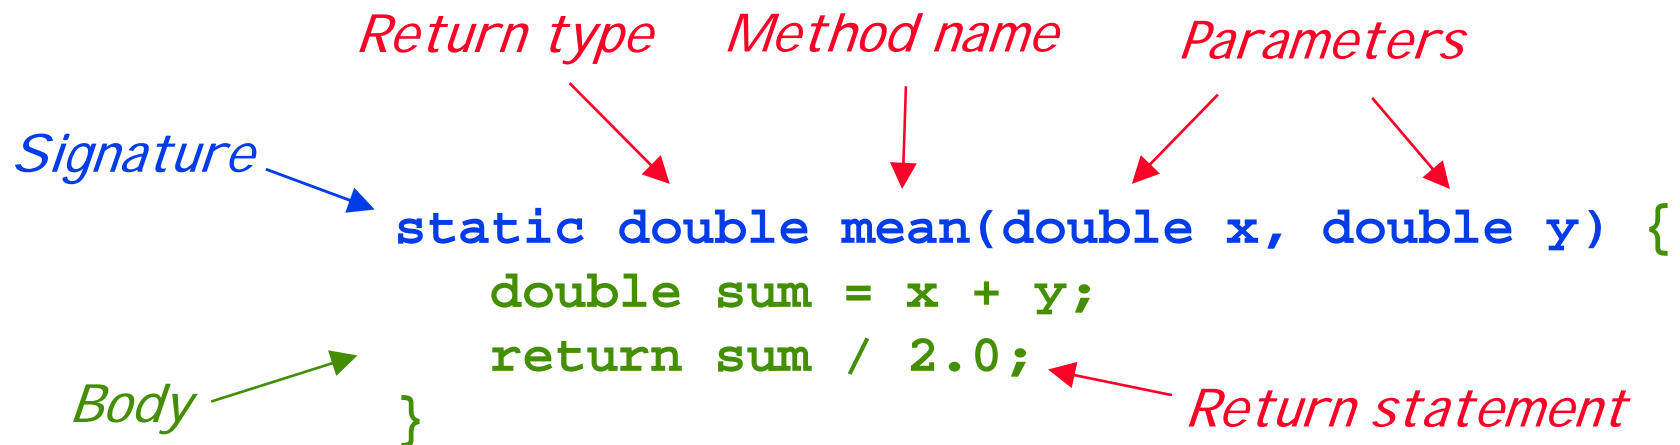 Return type Method name Parameters
Signature
static double mean(double x, double y) {
double sum = x + y;
return sum / 2.0;
Body
}
Return statement